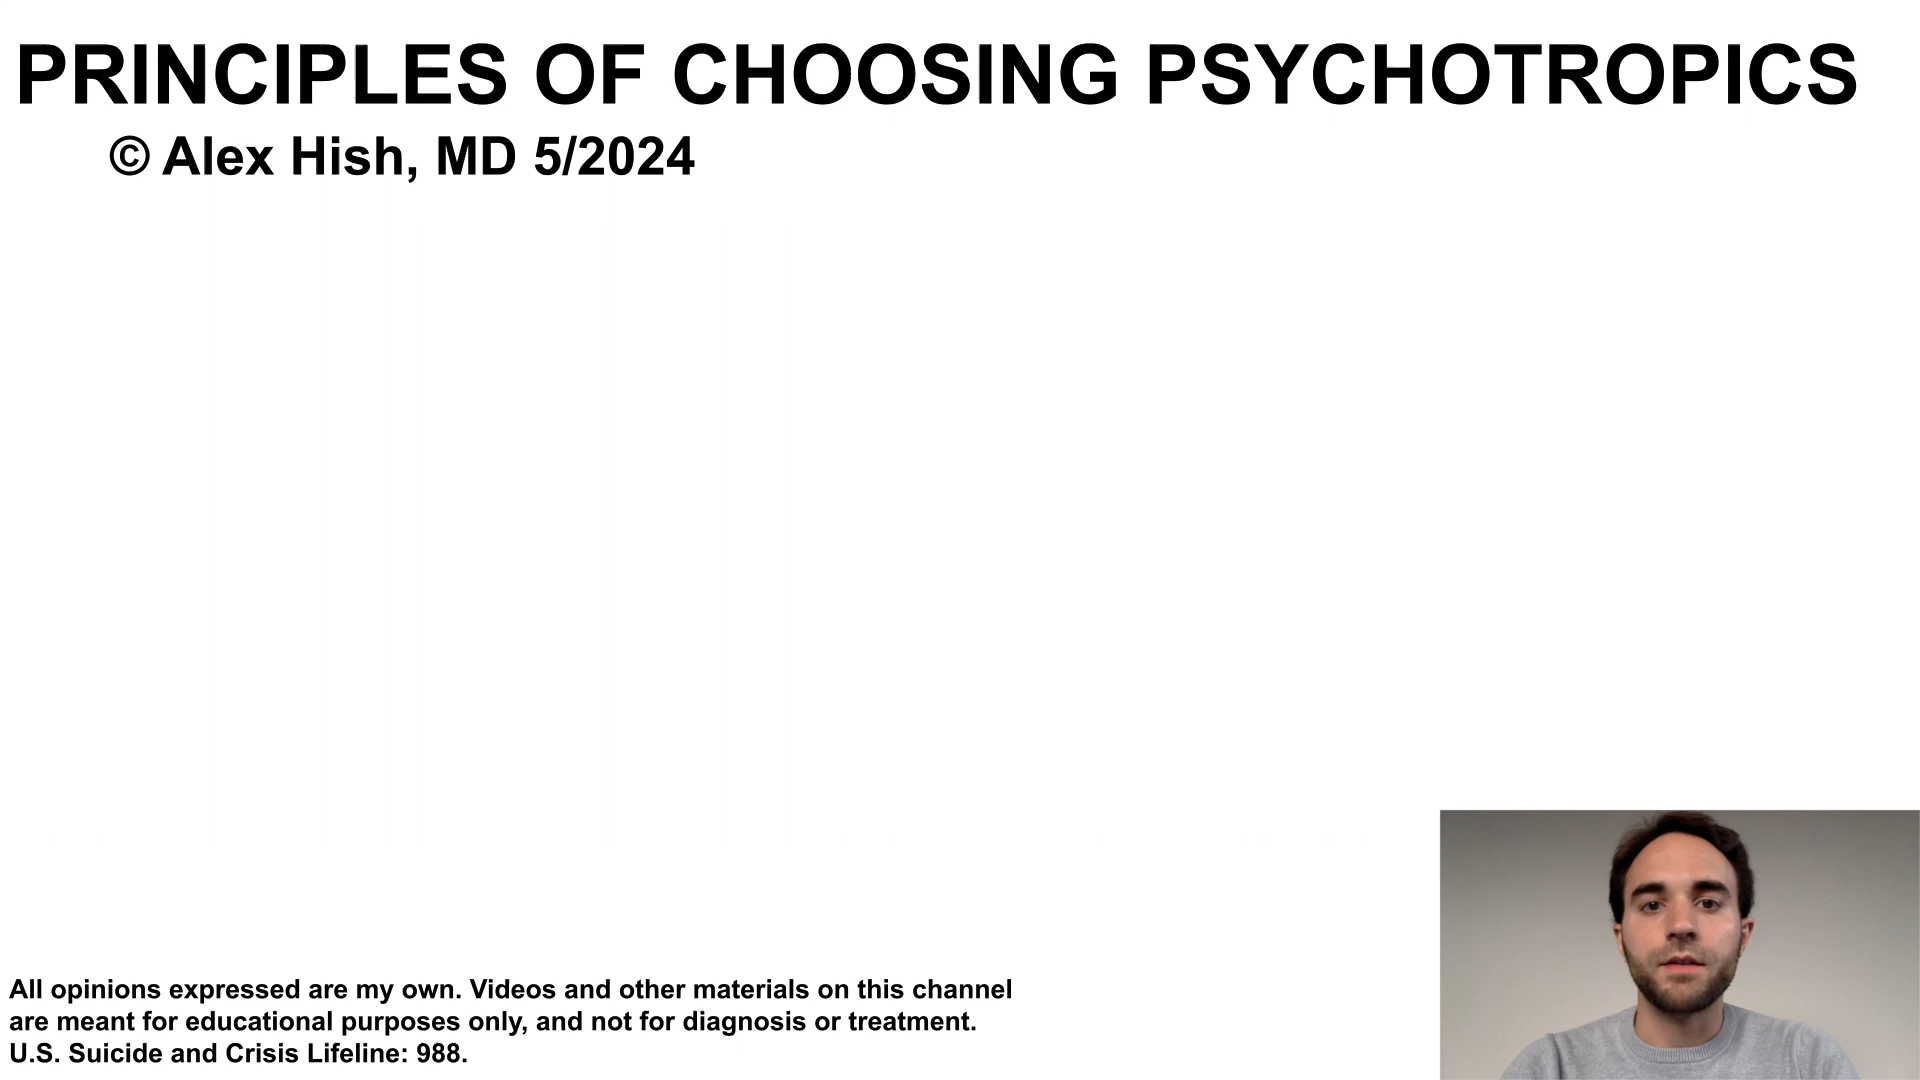 PRINCIPLES OF CHOOSING PSYCHOTROPICS
© Alex Hish, MD 5/2024
All opinions expressed are my own. Videos and other materials on this channel
are meant for educational purposes only, and not for diagnosis or treatment.
U.S. Suicide and Crisis Lifeline: 988.